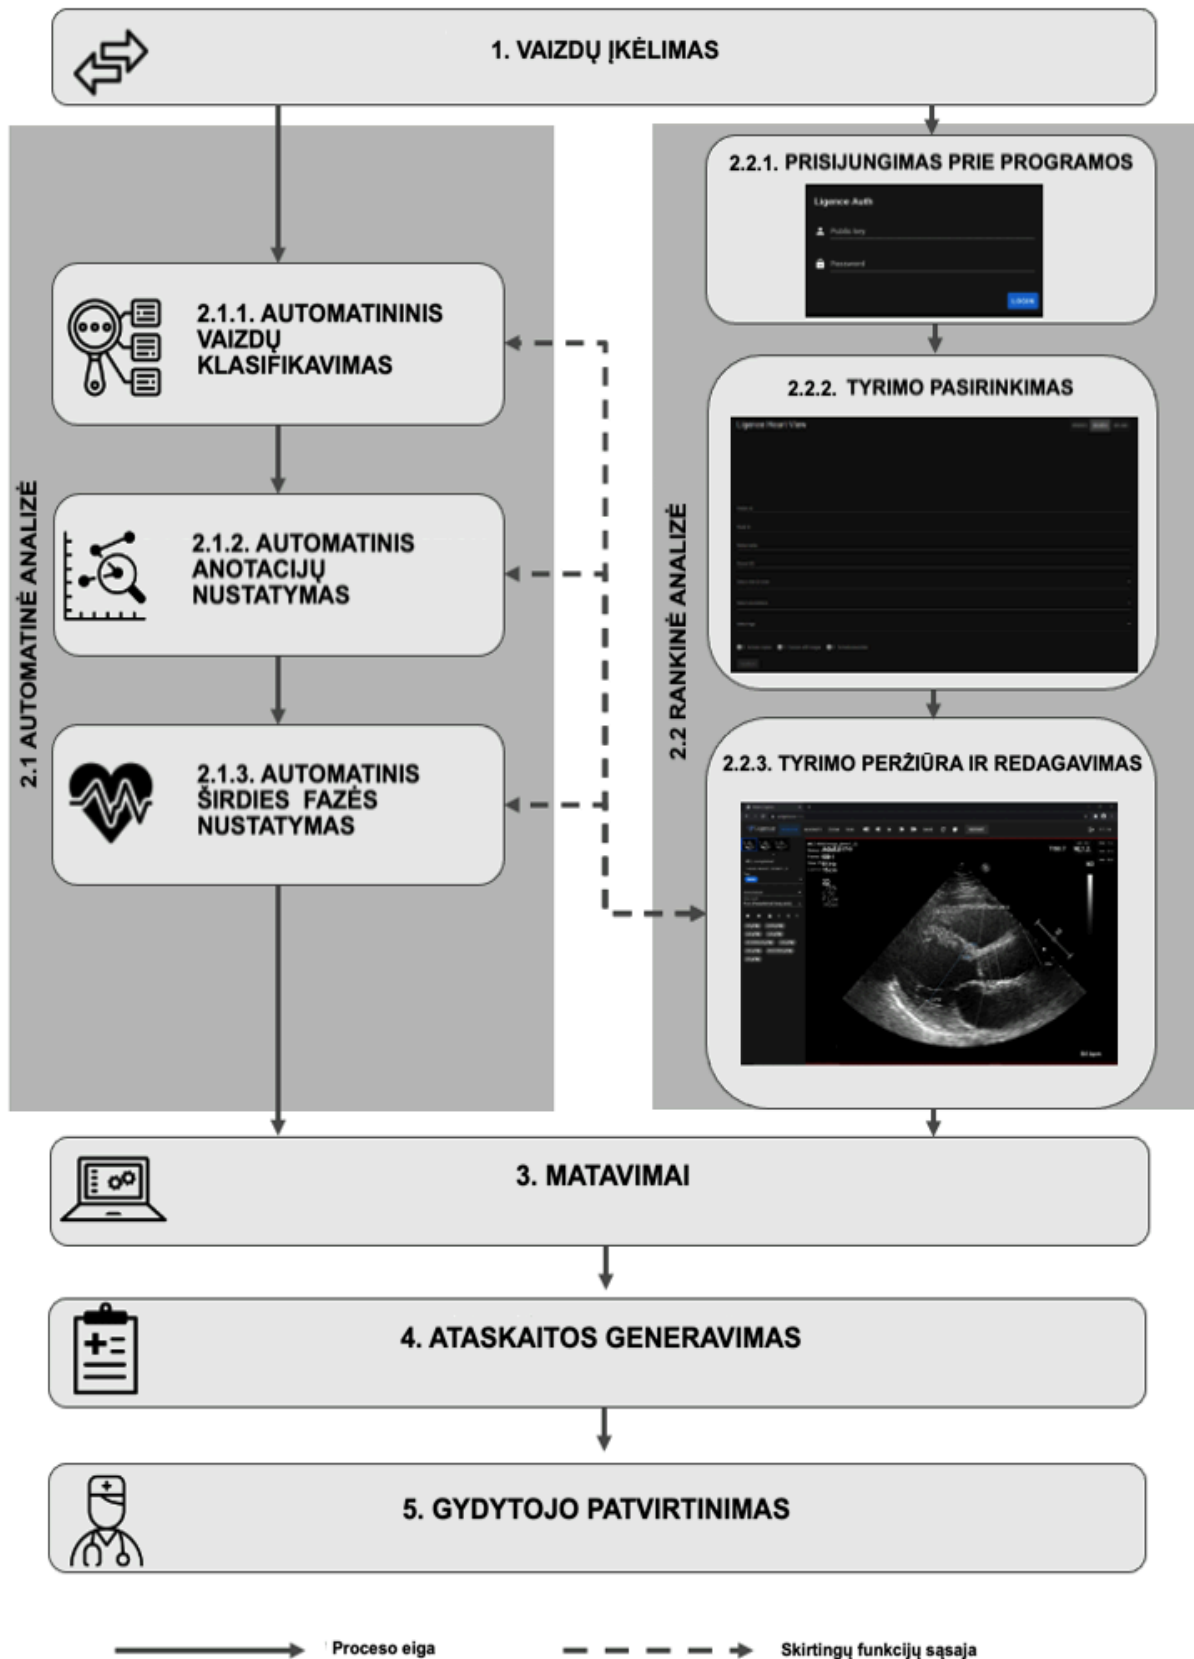 1. VAIZDŲ ĮKĖLIMAS
2.1 AUTOMATINĖ ANALIZĖ
2.1.1. AUTOMATININIS
VAIZDŲ
KLASIFIKAVIMAS
2.1.2. AUTOMATINIS
ANOTACIJŲ
NUSTATYMAS
2.1.3. AUTOMATINIS
ŠIRDIES FAZĖS
NUSTATYMAS
2.2 RANKINĖ ANALIZĖ
2.2.1. PRISIJUNGIMAS PRIE PROGRAMOS
Ligence Auth
Public key
Password
LOGIN
2.2.2. TYRIMO PASIRINKIMAS
Ligence Heart View
2.2.3. TYRIMO PERŽIŪRA IR REDAGAVIMAS
3. MATAVIMAI
4. ATASKAITOS GENERAVIMAS
5. GYDYTOJO PATVIRTINIMAS
Proceso eiga
Skirtingų funkcijų sąsaja